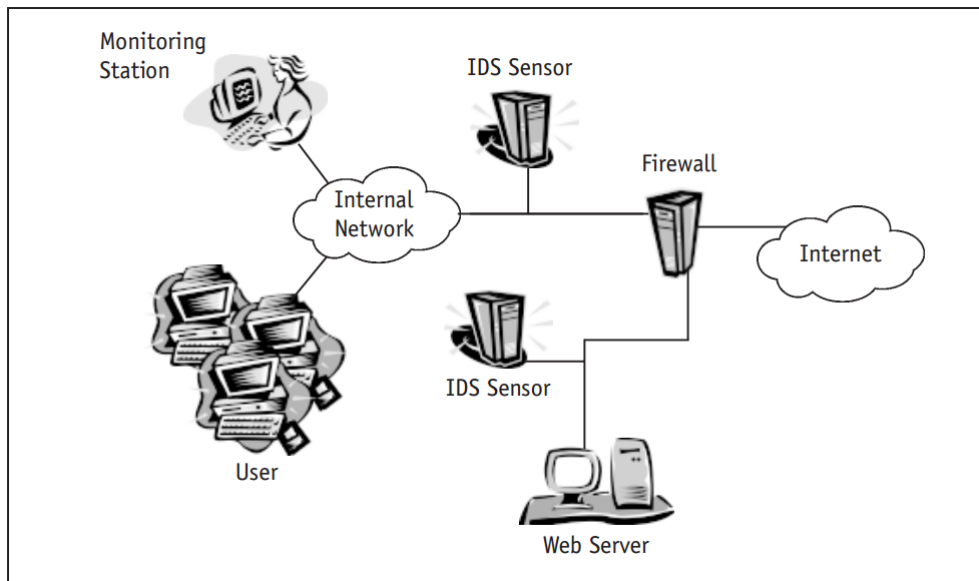 Monitoring
Station
IDS Sensor
Firewall
Internal
Network
Internet
IDS Sensor
User
Web Server